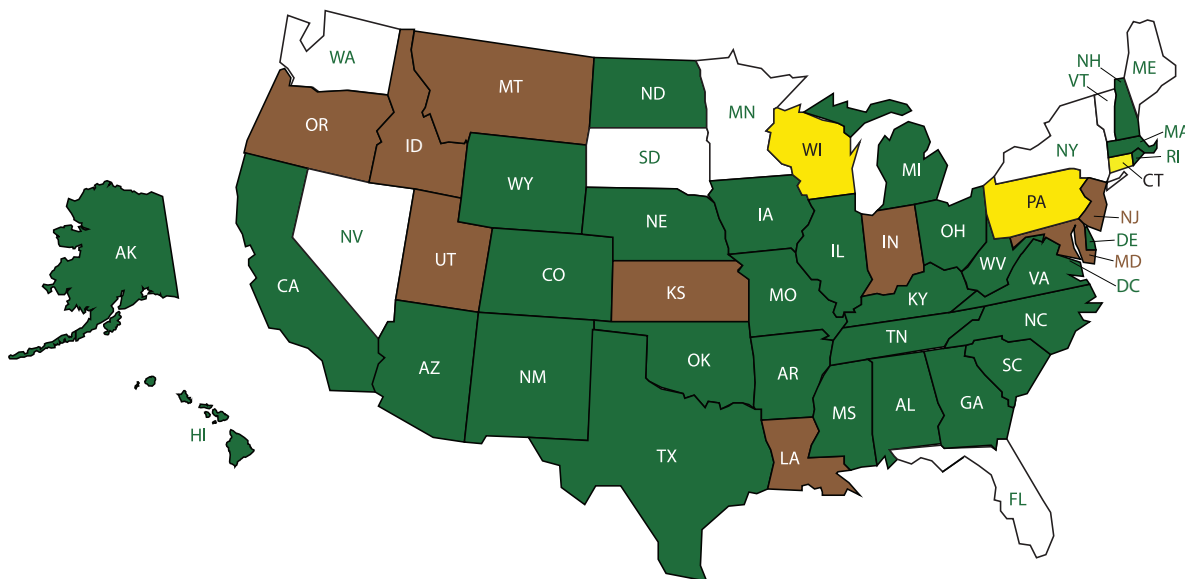 WA
MT
ND
MN
NH
VT
ME
OR
ID
SD
WI
MI
NY
MA
RI
CT
WY
NE
IA
PA
NJ
NV
UT
CO
IL
IN
OH
DE
MD
DC
AK
CA
KS
MO
KY
WV
VA
AZ
NM
OK
AR
TN
NC
SC
HI
TX
LA
MS
AL
GA
FL